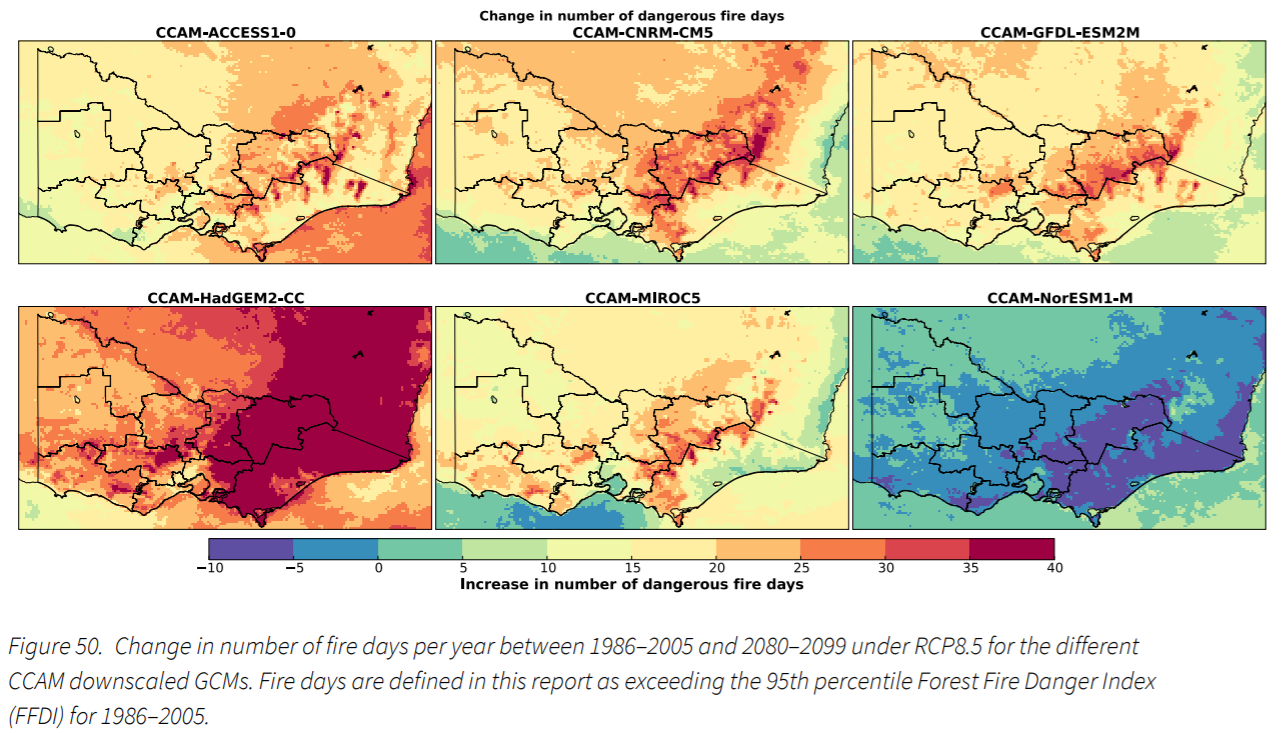 Change in number of dangerous fire days
CCAM-ACCESS1-0
CCAM-CNRM-CM5
CCAM-GFDL-ESM2M
CCAM-HadGEM2-CC
CCAM-MIROC5
CCAM-NorESM1-M
−10 −5 0 5 10 15 20 25 30 35 40
Increase in number of dangerous fire days
Figure 50. Change in number of fire days per year between 1986–2005 and 2080–2099 under RCP8.5 for the different
CCAM downscaled GCMs. Fire days are defined in this report as exceeding the 95th percentile Forest Fire Danger Index
(FFDI) for 1986–2005.